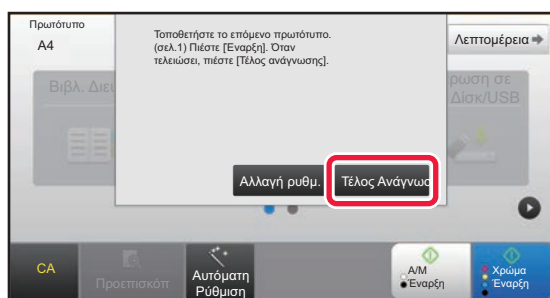 Πρωτότυπο
A4
Τοποθετήστε το επόμενο πρωτότυπο.
(σελ.1) Πιέστε [Έναρξη]. Όταν
τελειώσει, πιέστε [Τέλος ανάγνωσης].
Λεπτομέρεια
Βιβλ. Διευ
ρωση σε
Δίσκ/USB
Αλλαγή ρυθμ.
Τέλος Ανάγνωσ
CA
Προεπισκόπ
Αυτόματη
Ρύθμιση
Α/Μ
Έναρξη
Χρώμα
Έναρξη